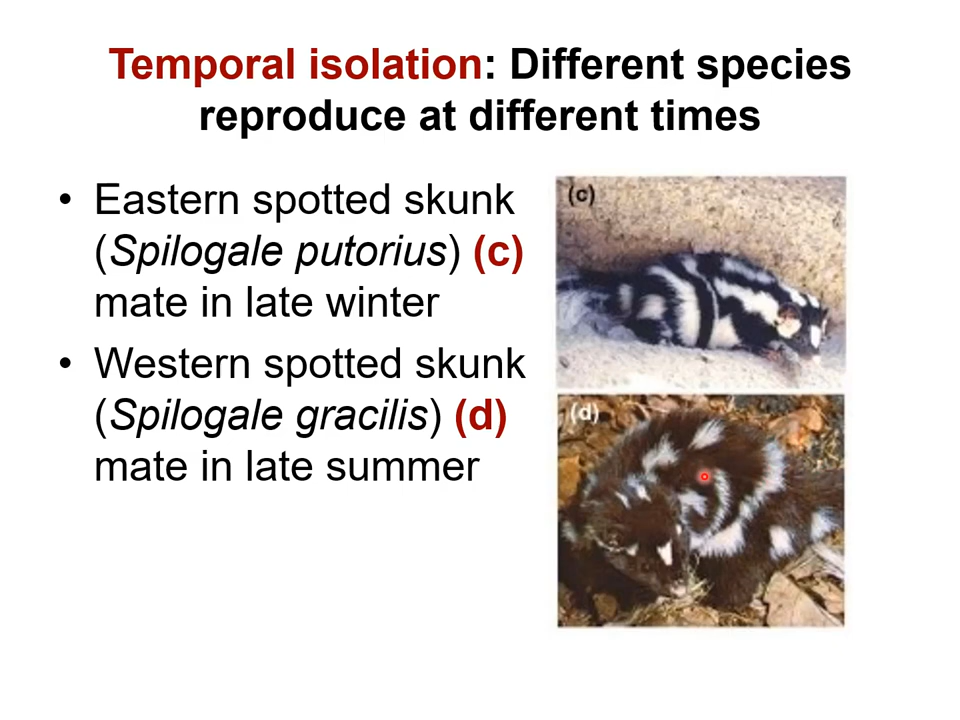 Temporal isolation: Different species
reproduce at different times
• Eastern spotted skunk
(Spilogale putorius) (c)
mate in late winter
• Western spotted skunk
(Spilogale gracilis) (d)
mate in late summer
(c)
(d)